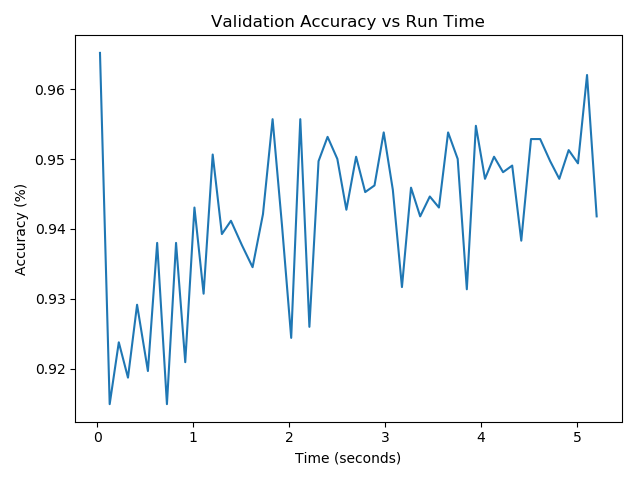 Validation Accuracy vs Run Time
Accuracy (%)
0.96
0.95
0.94
0.93
0.92
0 1 2 3 4 5
Time (seconds)